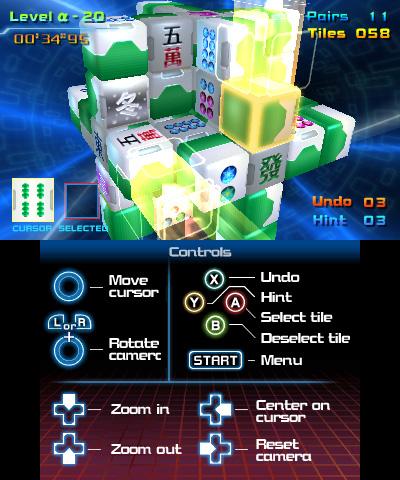 Level α - 20
Pairs 11
00'34"95
Tiles 058
五
萬
冬
五
發
Undo 03
Hint 03
CURSOR SELECTED
Controls
Move
cursor
L or R
+
Rotate
camera
X
Undo
Y
Hint
A
Select tile
B
Deselect tile
START
Menu
Zoom in
Zoom out
Center on
cursor
Reset
camera